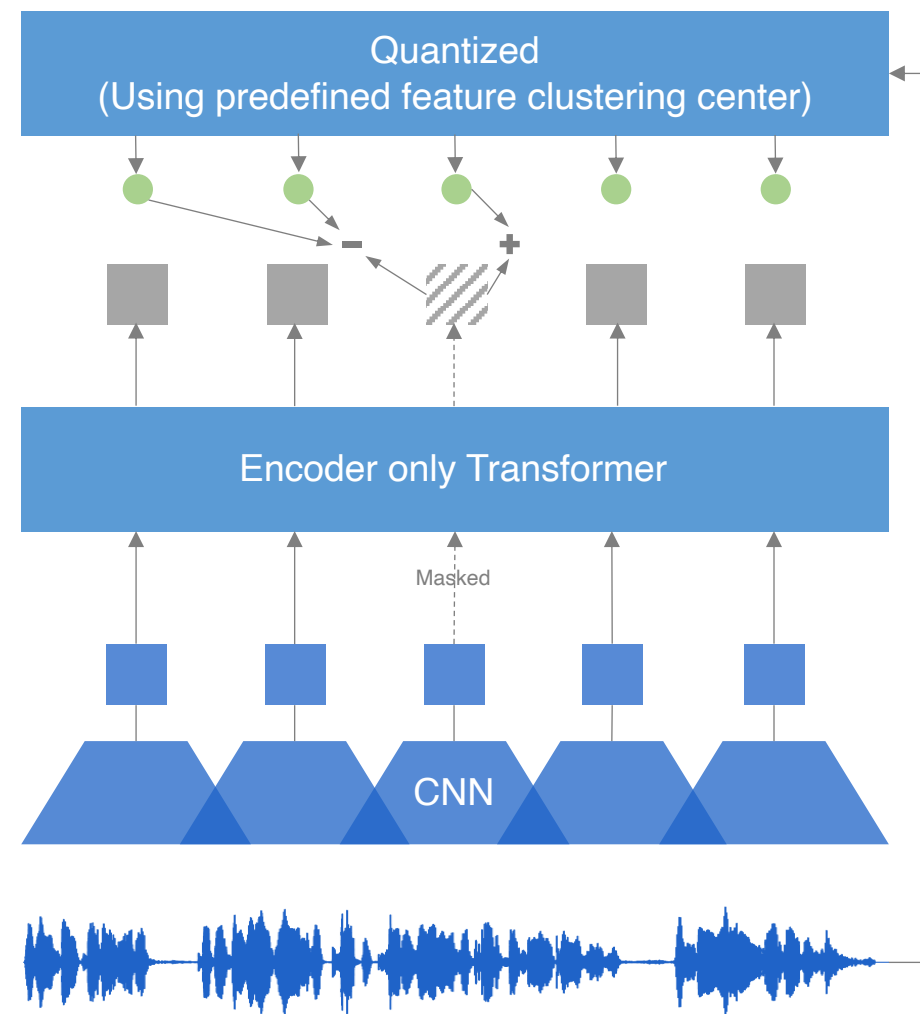 Quantized
(Using predefined feature clustering center)
Encoder only Transformer
Masked
CNN